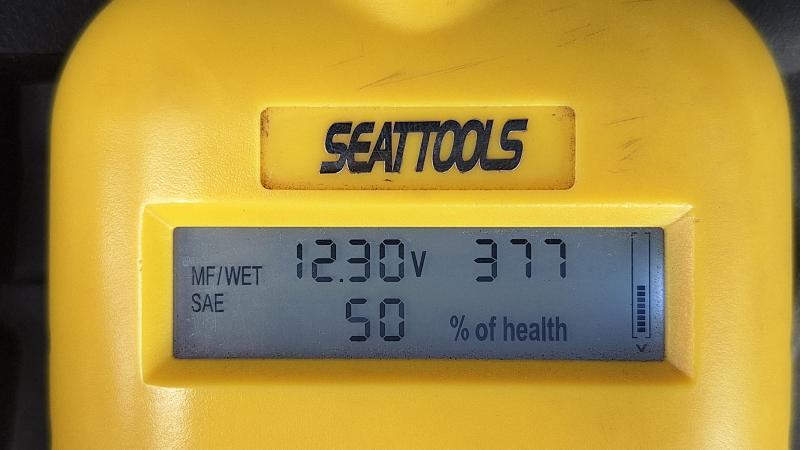 SEATTOOLS
MF/WET 12.30V 377
SAE 50 % of health
V